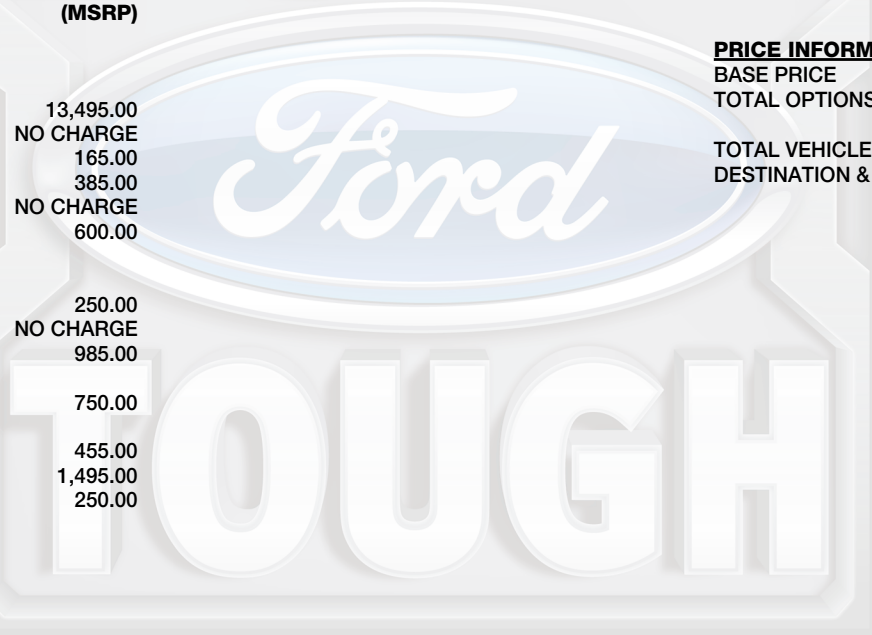 (MSRP)
13,495.00
NO CHARGE
165.00
385.00
NO CHARGE
600.00
250.00
NO CHARGE
985.00
750.00
455.00
1,495.00
250.00
PRICE INFORM
BASE PRICE
TOTAL OPTIONS
TOTAL VEHICLE
DESTINATION &
Ford
TOUGH